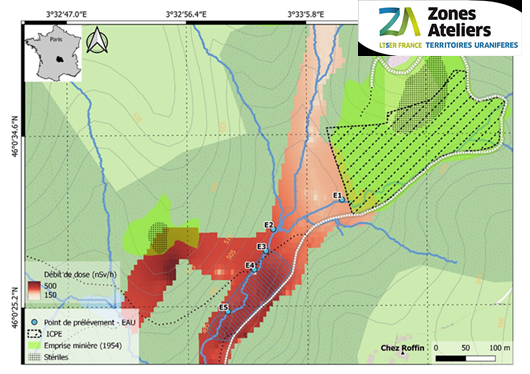 Zones
Ateliers
LTSER FRANCE TERRITOIRES URANIFERES
3°32'47.0"E 3°32'56.4"E 3°33'5.8"E
Paris
46°0'34.6"N
46°0'25.2"N
E1
E2
E3
E4
E5
505
Débit de dose (nSv/h)
500
150
Point de prélévement - EAU
ICPE
Emprise minière (1954)
Stériles
Chez Roffin
0 50 100 m